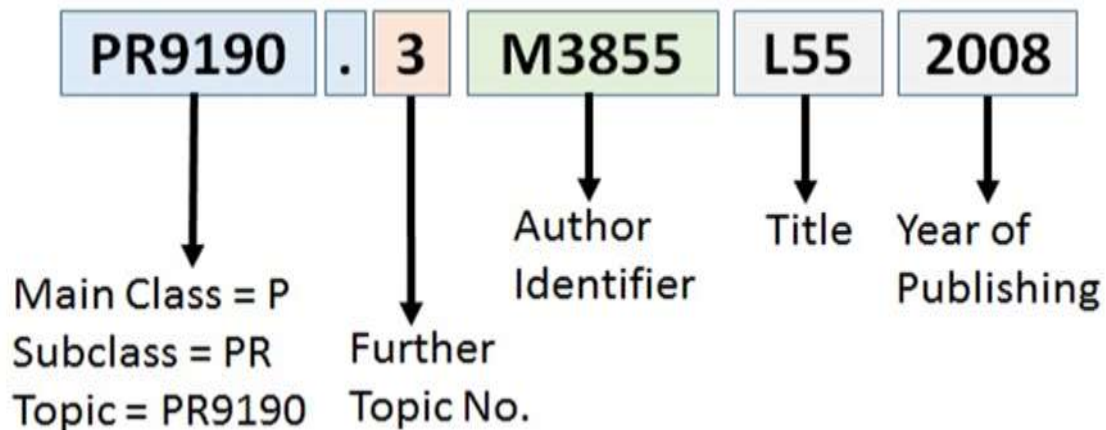 PR9190 . 3 M3855 L55 2008
Main Class = P
Subclass = PR
Topic = PR9190
Further
Topic No.
Author
Identifier
Title
Year of
Publishing